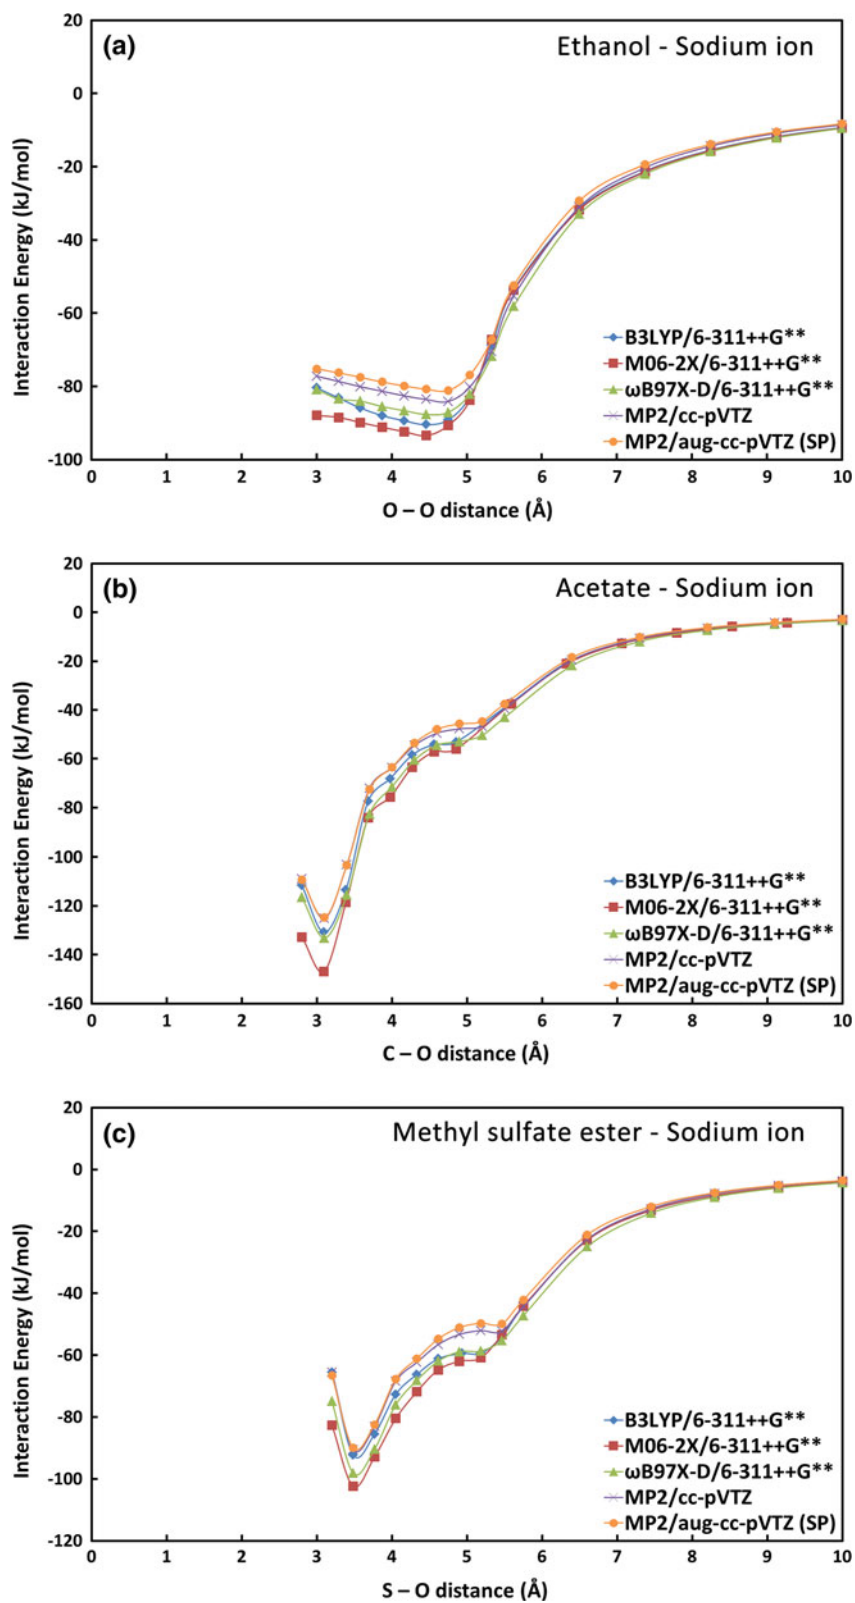 (a)
Ethanol - Sodium ion
20
0
-20
-40
-60
-80
-100
Interaction Energy (kJ/mol)
B3LYP/6-311++G**
M06-2X/6-311++G**
ωB97X-D/6-311++G**
MP2/cc-pVTZ
MP2/aug-cc-pVTZ (SP)
0 1 2 3 4 5 6 7 8 9 10
O – O distance (Å)
(b)
Acetate - Sodium ion
20
0
-20
-40
-60
-80
-100
-120
-140
-160
Interaction Energy (kJ/mol)
B3LYP/6-311++G**
M06-2X/6-311++G**
ωB97X-D/6-311++G**
MP2/cc-pVTZ
MP2/aug-cc-pVTZ (SP)
0 1 2 3 4 5 6 7 8 9 10
C – O distance (Å)
(c)
Methyl sulfate ester - Sodium ion
20
0
-20
-40
-60
-80
-100
-120
Interaction Energy (kJ/mol)
B3LYP/6-311++G**
M06-2X/6-311++G**
ωB97X-D/6-311++G**
MP2/cc-pVTZ
MP2/aug-cc-pVTZ (SP)
0 1 2 3 4 5 6 7 8 9 10
S – O distance (Å)